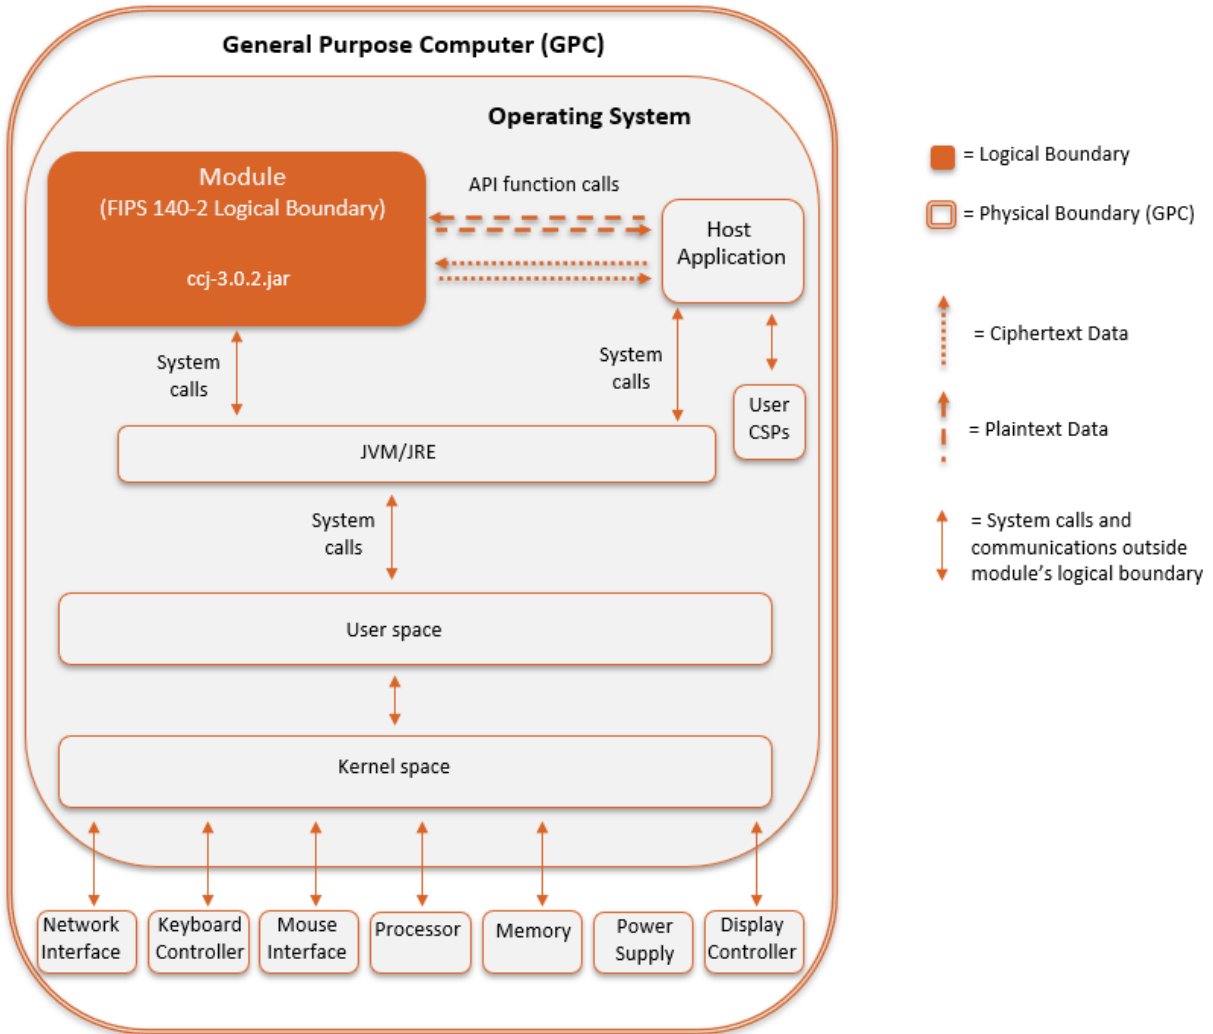 General Purpose Computer (GPC)
Operating System
Module
(FIPS 140-2 Logical Boundary)
ccj-3.0.2.jar
API function calls
Host
Application
System
calls
System
calls
User
CSPs
JVM/JRE
System
calls
User space
Kernel space
Network
Interface
Keyboard
Controller
Mouse
Interface
Processor
Memory
Power
Supply
Display
Controller
= Logical Boundary
= Physical Boundary (GPC)
= Ciphertext Data
= Plaintext Data
= System calls and
communications outside
module’s logical boundary